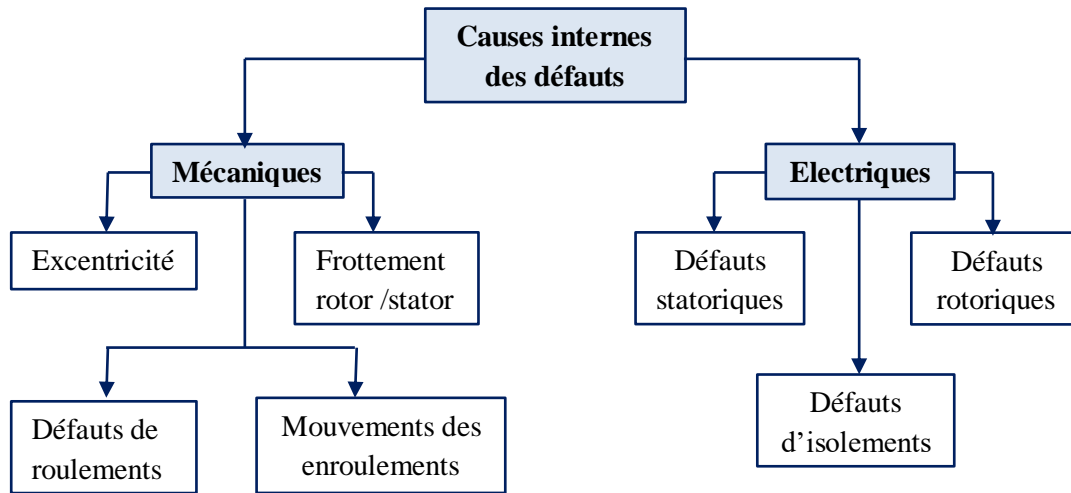 Causes internes
des défauts
Mécaniques
Electriques
Excentricité
Frottement
rotor /stator
Défauts
statoriques
Défauts
rotoriques
Défauts de
roulements
Mouvements des
enroulements
Défauts
d’isolements